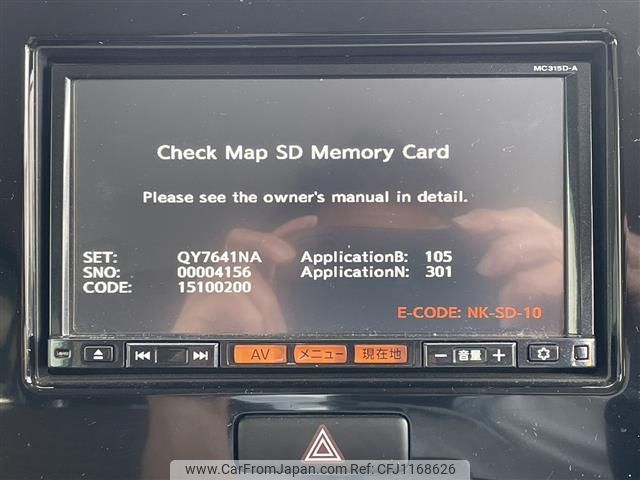 MC315D-A
Check Map SD Memory Card
Please see the owner's manual in detail.
SET: QY7641NA ApplicationB: 105
SNO: 00004156 ApplicationN: 301
CODE: 15100200
E-CODE: NK-SD-10
AV メニュー 現在地 − 音量 +
www.CarFromJapan.com - CFJ1168626